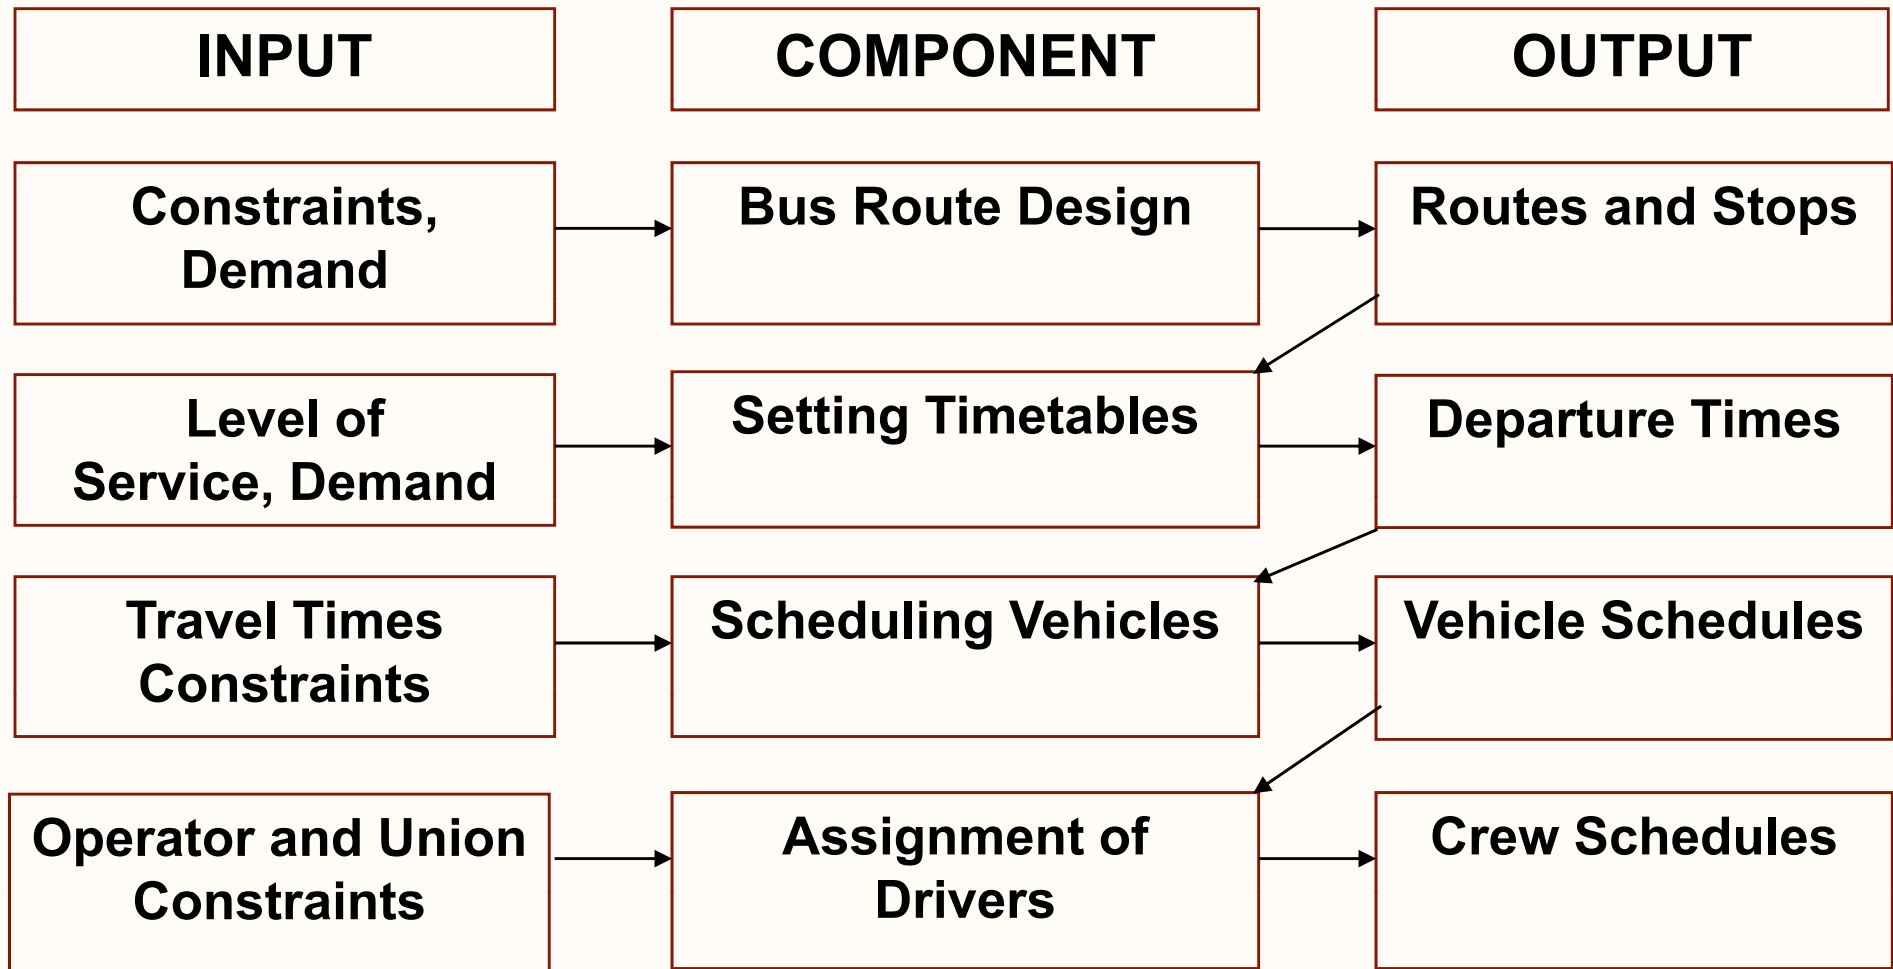 INPUT
COMPONENT
OUTPUT
Constraints,
Demand
Bus Route Design
Routes and Stops
Level of
Service, Demand
Setting Timetables
Departure Times
Travel Times
Constraints
Scheduling Vehicles
Vehicle Schedules
Operator and Union
Constraints
Assignment of
Drivers
Crew Schedules